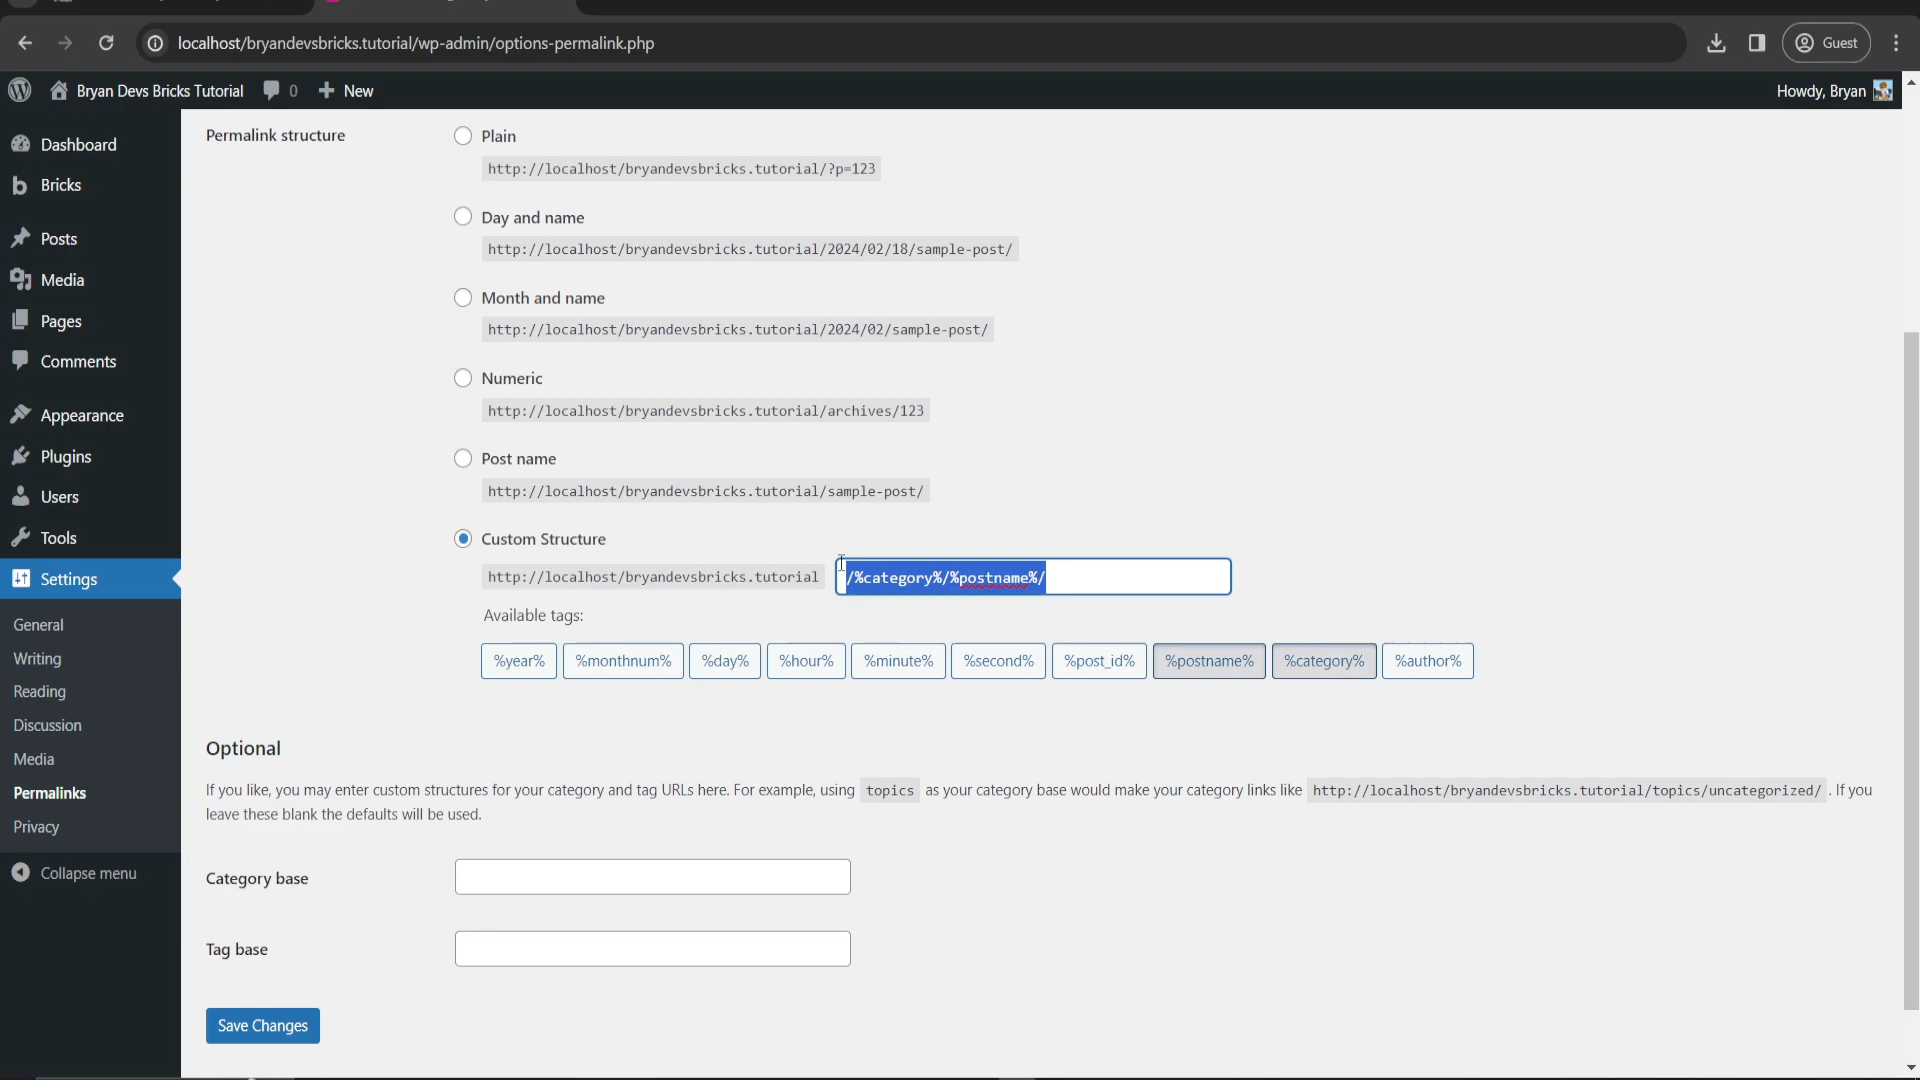 localhost/bryandevsbricks.tutorial/wp-admin/options-permalink.php
Guest
Bryan Devs Bricks Tutorial
0
New
Howdy, Bryan
Dashboard
Bricks
Posts
Media
Pages
Comments
Appearance
Plugins
Users
Tools
Settings
General
Writing
Reading
Discussion
Media
Permalinks
Privacy
Collapse menu
Permalink structure
Plain
http://localhost/bryandevsbricks.tutorial/?p=123
Day and name
http://localhost/bryandevsbricks.tutorial/2024/02/18/sample-post/
Month and name
http://localhost/bryandevsbricks.tutorial/2024/02/sample-post/
Numeric
http://localhost/bryandevsbricks.tutorial/archives/123
Post name
http://localhost/bryandevsbricks.tutorial/sample-post/
Custom Structure
http://localhost/bryandevsbricks.tutorial /%category%/%postname%/
Available tags:
%year% %monthnum% %day% %hour% %minute% %second% %post_id% %postname% %category% %author%
Optional
If you like, you may enter custom structures for your category and tag URLs here. For example, using topics as your category base would make your category links like http://localhost/bryandevsbricks.tutorial/topics/uncategorized/ . If you
leave these blank the defaults will be used.
Category base
Tag base
Save Changes